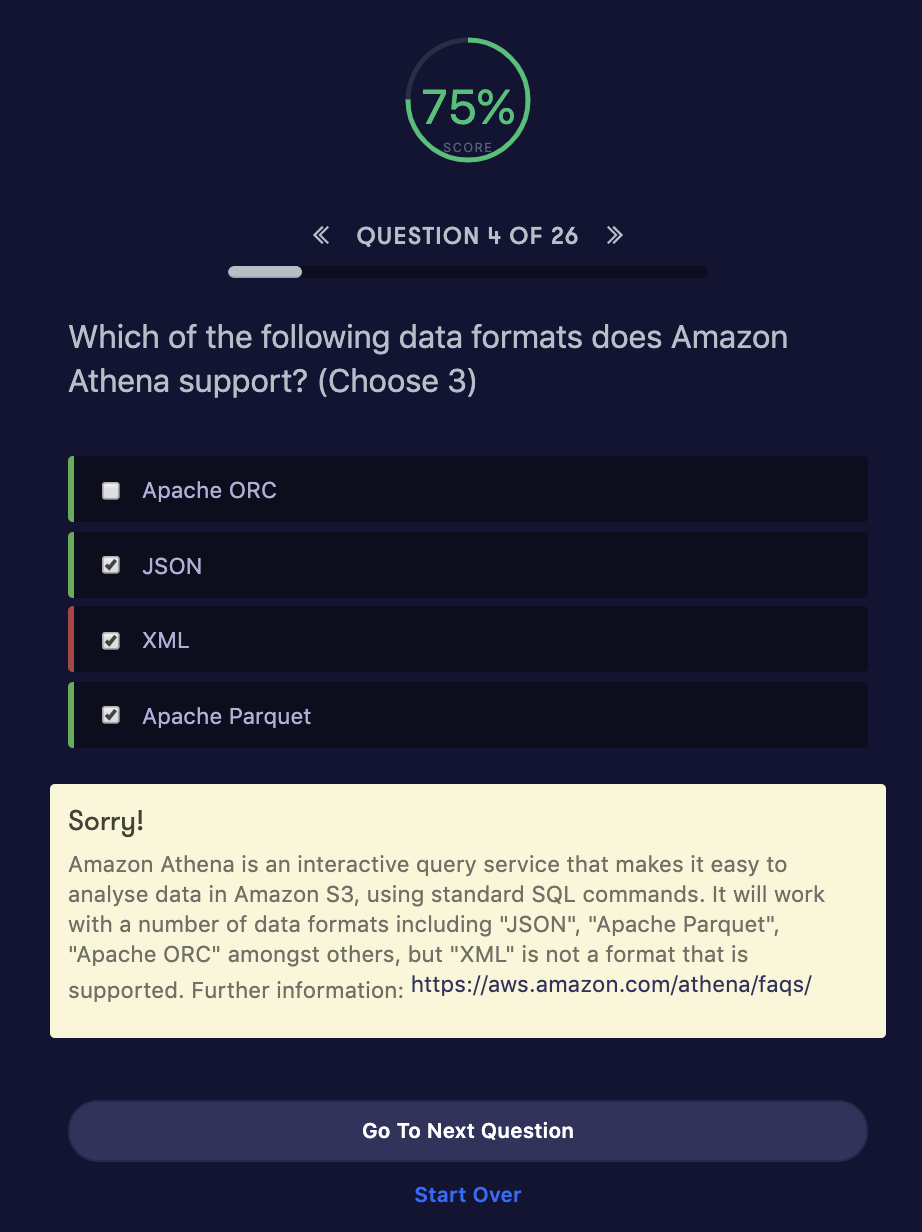 75%
SCORE
QUESTION 4 OF 26
Which of the following data formats does Amazon
Athena support? (Choose 3)
Apache ORC
JSON
XML
Apache Parquet
Sorry!
Amazon Athena is an interactive query service that makes it easy to
analyse data in Amazon S3, using standard SQL commands. It will work
with a number of data formats including "JSON", "Apache Parquet",
"Apache ORC" amongst others, but "XML" is not a format that is
supported. Further information: https://aws.amazon.com/athena/faqs/
Go To Next Question
Start Over